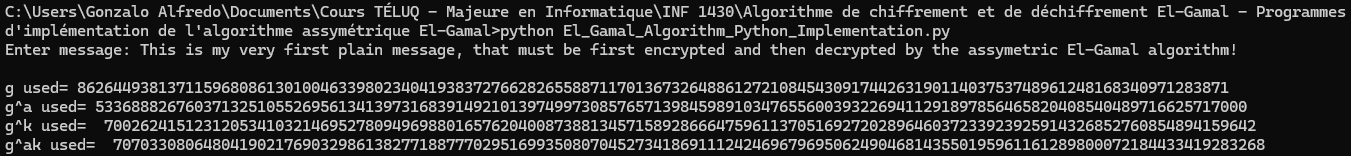 C:\Users\Gonzalo Alfredo\Documents\Cours TÉLUQ - Majeure en Informatique\INF 1430\Algorithme de chiffrement et de déchiffrement El-Gamal - Programmes
d'implémentation de l'algorithme assymétrique El-Gamal>python El_Gamal_Algorithm_Python_Implementation.py
Enter message: This is my very first plain message, that must be first encrypted and then decrypted by the assymetric El-Gamal algorithm!
g used= 86264493813711596808613010046339802340419383727662826558871170136732648861272108454309174426319011403753748961248168340971283871
g^a used= 53368882676037132510552695613413973168391492101397499730857657139845989103476556003932269411291897856465820408540489716625717000
g^k used=  70026241512312053410321469527809496988016576204008738813457158928666475961137051692720289646037233923925914326852760854894159642
g^ak used=  70703308064804190217690329861382771887770295169935080704527341869111242469679695062490468143550195961161289800072184433419283268